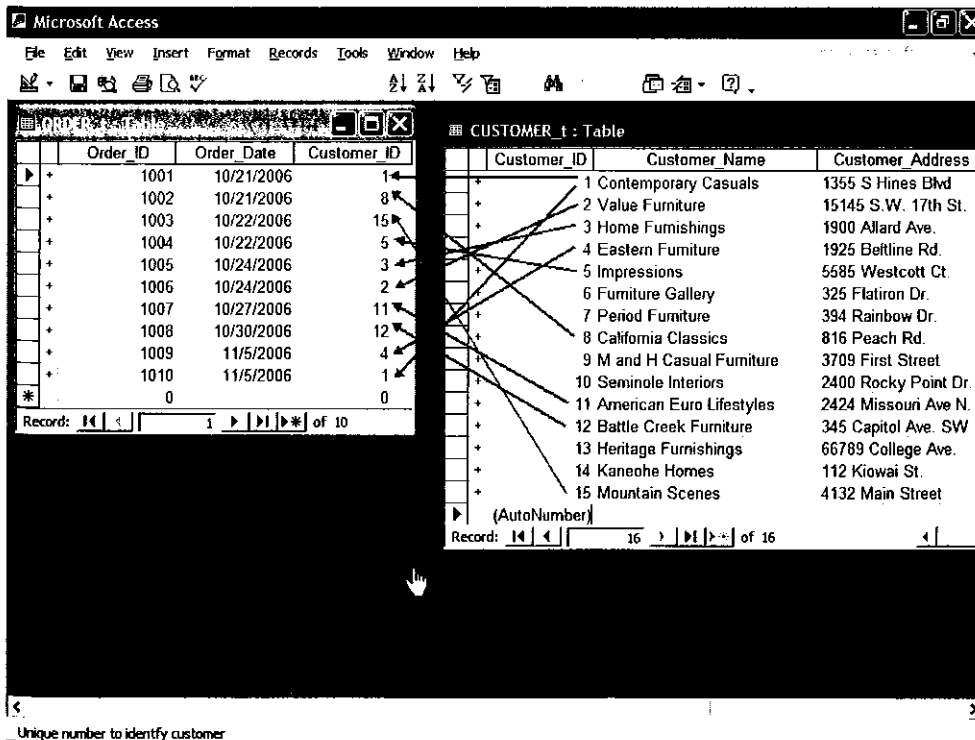 Microsoft Access
File Edit View Insert Format Records Tools Window Help
ORDER_t : Table
Order_ID Order_Date Customer_ID
+ 1001 10/21/2006 1
+ 1002 10/21/2006 8
+ 1003 10/22/2006 15
+ 1004 10/22/2006 5
+ 1005 10/24/2006 3
+ 1006 10/24/2006 2
+ 1007 10/27/2006 11
+ 1008 10/30/2006 12
+ 1009 11/5/2006 4
+ 1010 11/5/2006 1
* 0 0
Record: 1 of 10
CUSTOMER_t : Table
Customer_ID Customer_Name Customer_Address
+ 1 Contemporary Casuals 1355 S Hines Blvd
+ 2 Value Furniture 15145 S.W. 17th St.
+ 3 Home Furnishings 1900 Allard Ave.
+ 4 Eastern Furniture 1925 Beltline Rd.
+ 5 Impressions 5585 Westcott Ct.
+ 6 Furniture Gallery 325 Flatiron Dr.
+ 7 Period Furniture 394 Rainbow Dr.
+ 8 California Classics 816 Peach Rd.
+ 9 M and H Casual Furniture 3709 First Street
+ 10 Seminole Interiors 2400 Rocky Point Dr.
+ 11 American Euro Lifestyles 2424 Missouri Ave N.
+ 12 Battle Creek Furniture 345 Capitol Ave. SW
+ 13 Heritage Furnishings 66789 College Ave.
+ 14 Kaneohe Homes 112 Kiowai St.
+ 15 Mountain Scenes 4132 Main Street
(AutoNumber)
Record: 16 of 16
Unique number to identfy customer